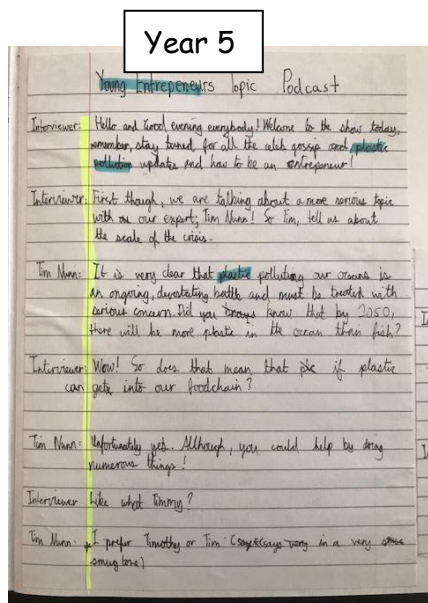 Year 5
Young Entrepeneurs Topic Podcast
Interviewer: Hello and Good evening everybody! Welcome to the show today,
remember, stay tuned for all the celeb gossip and, plastic
pollution updates and how to be an entrepeneur!
Interviewer: First though, we are talking about a more serious topic
with our expert, Tim Nunn! So Tim, tell us about
the scale of the crisis.
Tim Nunn: It is very clear that plastic polluting our oceans is
an ongoing, devostating battle and must be treated with
serious concern. Did you know that by 2050,
there will be more plastic in the ocean than fish?
Interviewer: Wow! So does that mean that if plastic
can gets into our foodchain?
Tim Nunn: Unfortunately yes. Although, you could help by doing
numerous things!
Interviewer Like what Timmy?
Tim Nunn: I prefer Timothy or Tim (says in a very
smug tone)